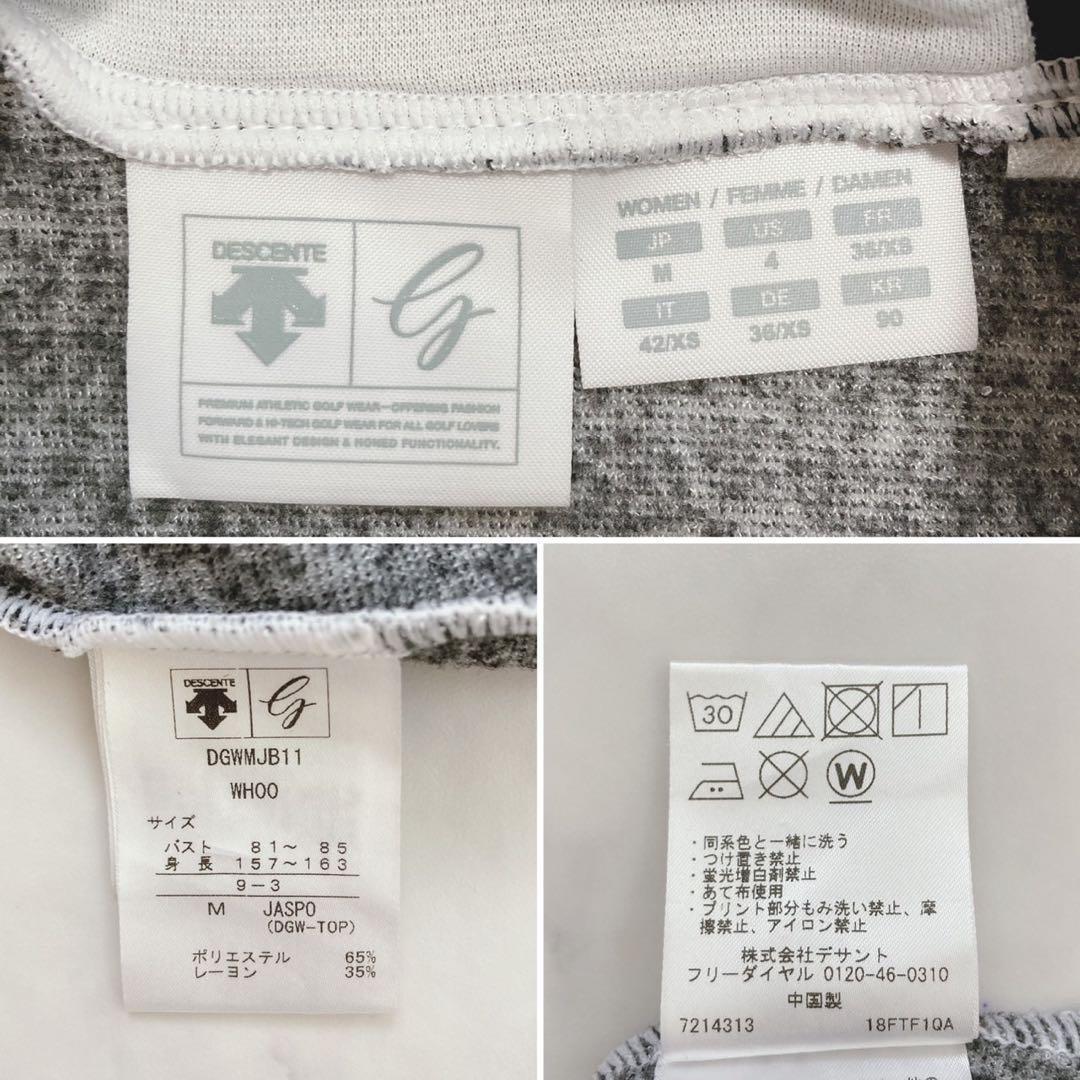 DESCENTE
PREMIUM ATHLETIC GOLF WEAR—OFFERING FASHION
FORWARD & HI-TECH GOLF WEAR FOR ALL GOLF LOVERS
WITH ELEGANT DESIGN & HONED FUNCTIONALITY.
WOMEN / FEMME / DAMEN
JP US FR
M 4 36/XS
IT DE KR
42/XS 36/XS 90
DESCENTE
DGWMJB11
WH00
サイズ
バスト 81～ 85
身長 157～163
9-3
M JASPO
(DGW-TOP)
ポリエステル 65%
レーヨン 35%
30
W
・同系色と一緒に洗う
・つけ置き禁止
・蛍光増白剤禁止
・あて布使用
・プリント部分もみ洗い禁止、摩
擦禁止、アイロン禁止
株式会社デサント
フリーダイヤル 0120-46-0310
中国製
7214313 18FTF1QA